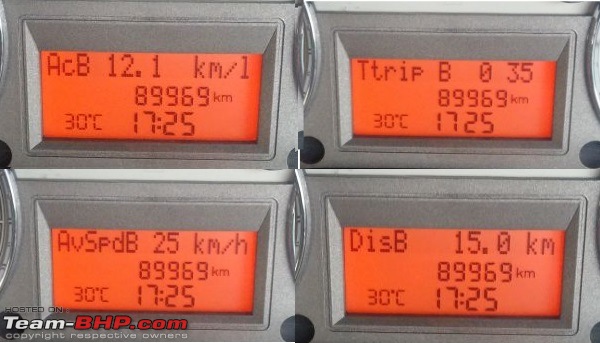 AcB 12.1 km/l
89969 km
30°C 17:25
Ttrip B 0 35
89969 km
30°C 17:25
AvSpdB 25 km/h
89969 km
30°C 17:25
DisB 15.0 km
89969 km
30°C 17:25
HOSTED ON
Team-BHP.com
copyright respective owners